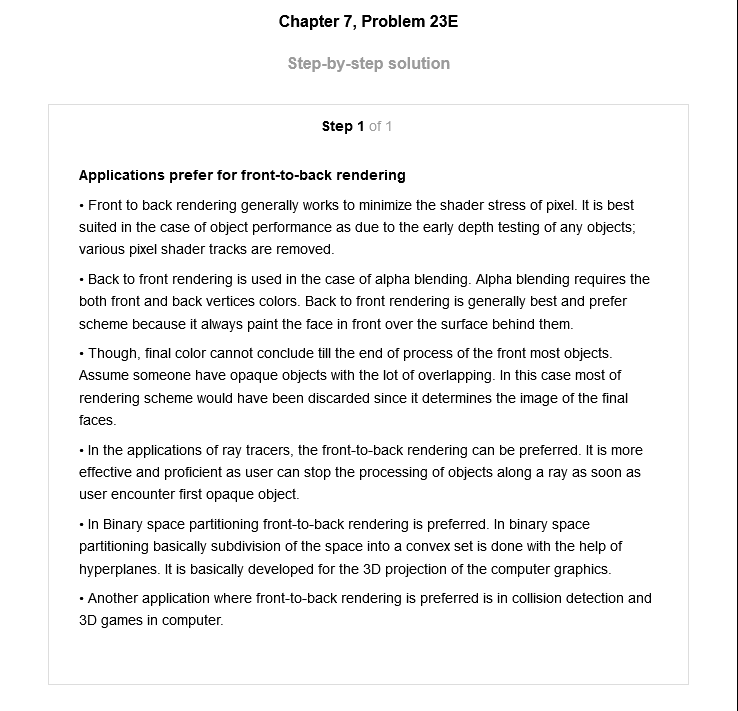 Chapter 7, Problem 23E
Step-by-step solution
Step 1 of 1
Applications prefer for front-to-back rendering
• Front to back rendering generally works to minimize the shader stress of pixel. It is best
suited in the case of object performance as due to the early depth testing of any objects;
various pixel shader tracks are removed.
• Back to front rendering is used in the case of alpha blending. Alpha blending requires the
both front and back vertices colors. Back to front rendering is generally best and prefer
scheme because it always paint the face in front over the surface behind them.
• Though, final color cannot conclude till the end of process of the front most objects.
Assume someone have opaque objects with the lot of overlapping. In this case most of
rendering scheme would have been discarded since it determines the image of the final
faces.
• In the applications of ray tracers, the front-to-back rendering can be preferred. It is more
effective and proficient as user can stop the processing of objects along a ray as soon as
user encounter first opaque object.
• In Binary space partitioning front-to-back rendering is preferred. In binary space
partitioning basically subdivision of the space into a convex set is done with the help of
hyperplanes. It is basically developed for the 3D projection of the computer graphics.
• Another application where front-to-back rendering is preferred is in collision detection and
3D games in computer.